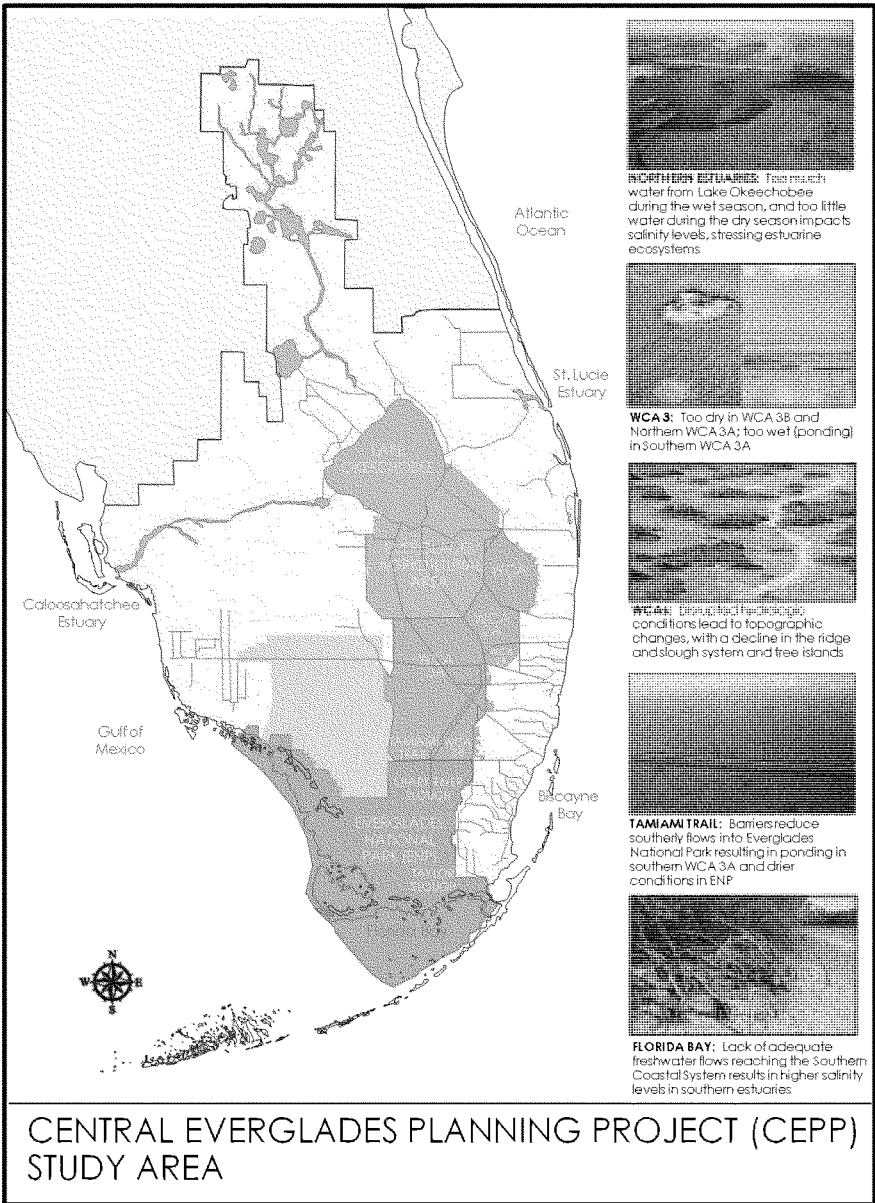 Atlantic
Ocean
St. Lucie
Estuary
Caloosahatchee
Estuary
AREA
Gulf of
Mexico
Biscayne
Bay
N
W
E
S
NORTHERN ESTUARIES: Too much
water from Lake Okeechobee
during the wet season, and too little
water during the dry season impacts
salinity levels, stressing estuarine
ecosystems
WCA 3: Too dry in WCA 3B and
Northern WCA 3A; too wet (ponding)
in Southern WCA 3A
Disrupted hydrologic
conditions lead to topographic
changes, with a decline in the ridge
and slough system and tree islands
TAMIAMI TRAIL: Barriers reduce
southerly flows into Everglades
National Park resulting in ponding in
southern WCA 3A and drier
conditions in ENP
FLORIDA BAY: Lack of adequate
freshwater flows reaching the Southern
Coastal System results in higher salinity
levels in southern estuaries
CENTRAL EVERGLADES PLANNING PROJECT (CEPP)
STUDY AREA